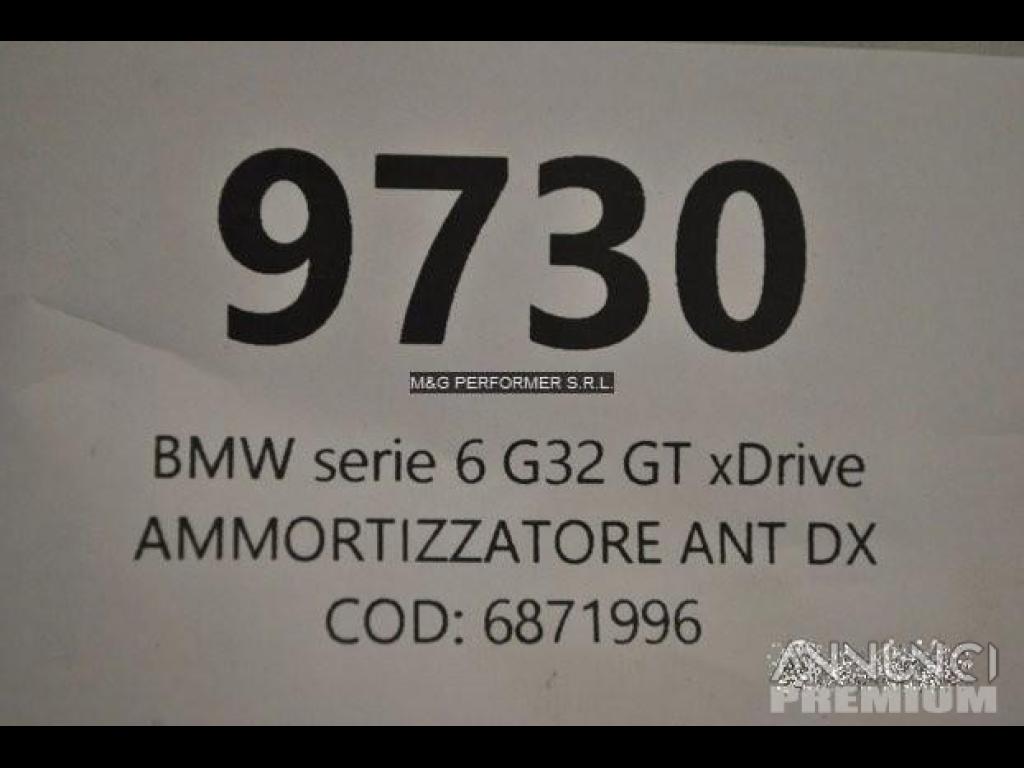 9730
M&G PERFORMER S.R.L.
BMW serie 6 G32 GT xDrive
AMMORTIZZATORE ANT DX
COD: 6871996
ANNUNCI
PREMIUM